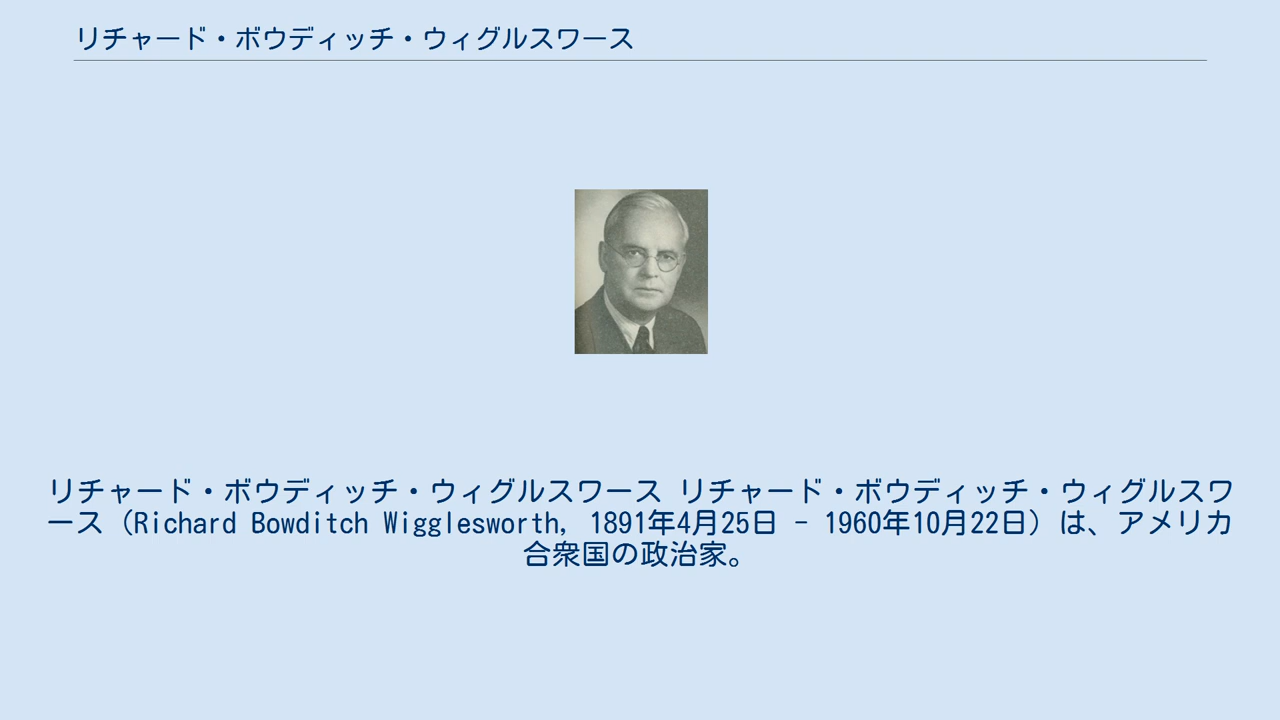 リチャード・ボウディッチ・ウィグルスワース
リチャード・ボウディッチ・ウィグルスワース リチャード・ボウディッチ・ウィグルスワ
ース（Richard Bowditch Wigglesworth, 1891年4月25日 - 1960年10月22日）は、アメリカ
合衆国の政治家。